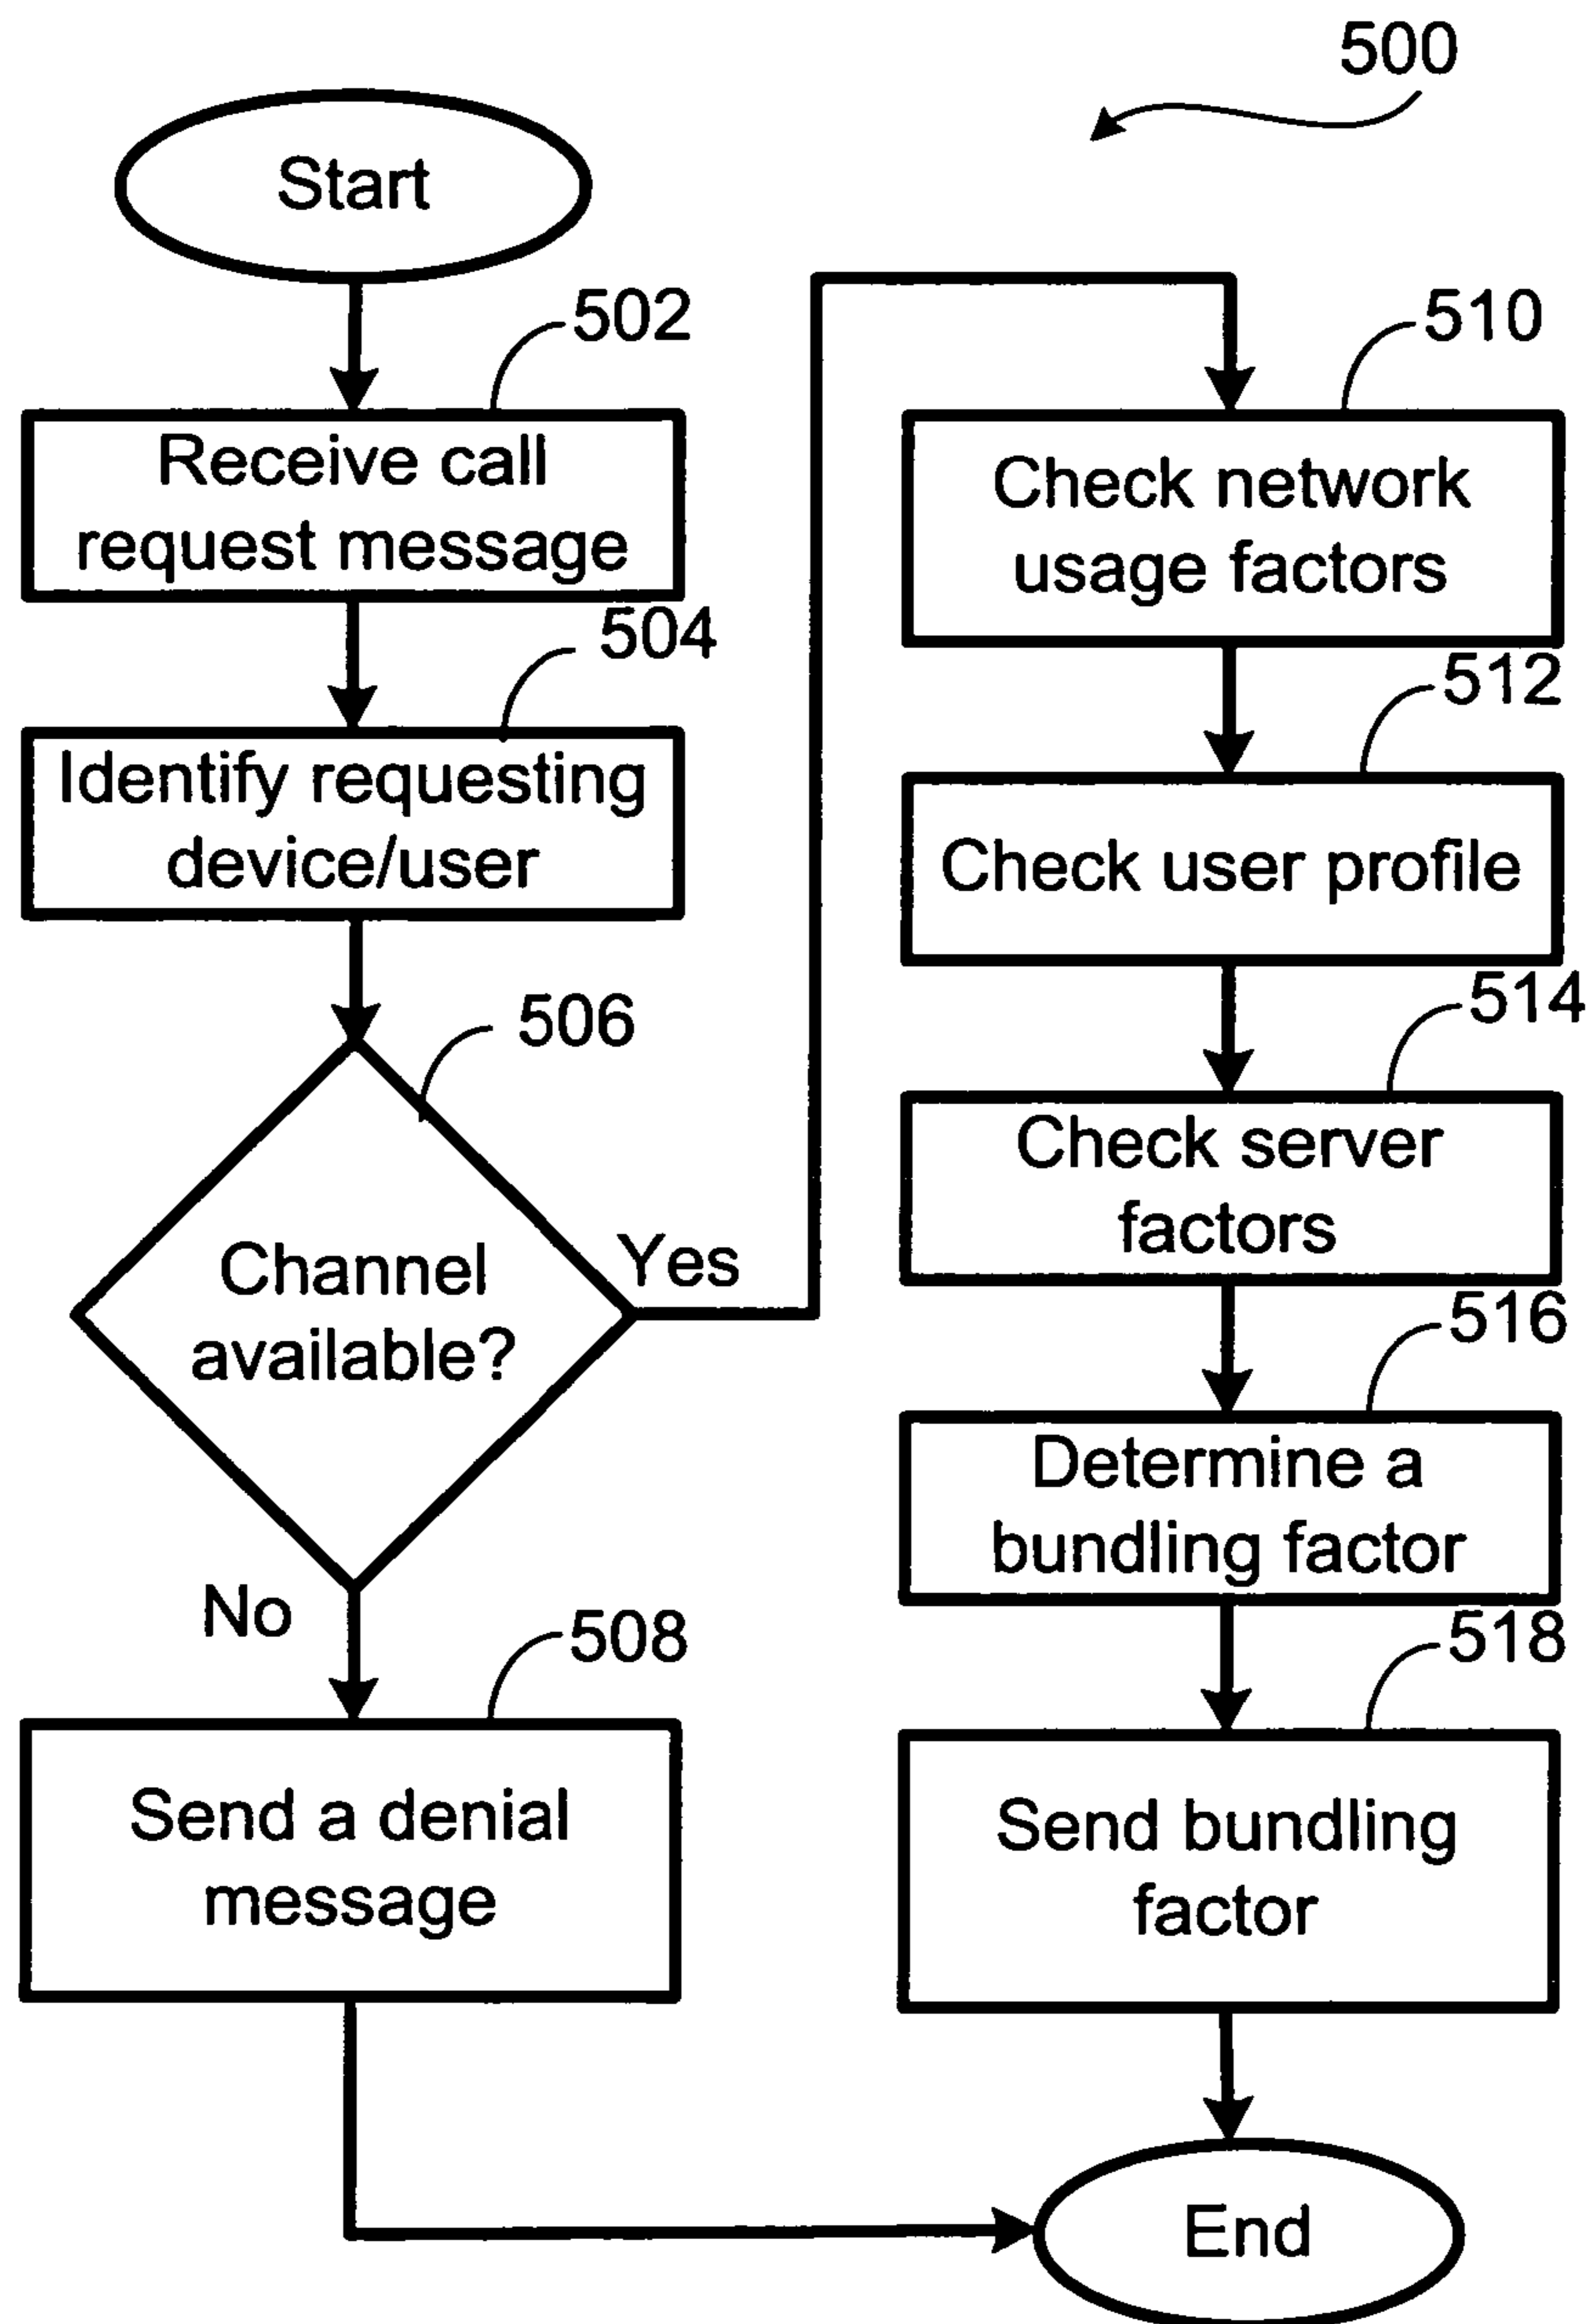 500
Start
502
Receive call
request message
504
Identify requesting
device/user
506
Channel
available?
Yes
No
508
Send a denial
message
510
Check network
usage factors
512
Check user profile
514
Check server
factors
516
Determine a
bundling factor
518
Send bundling
factor
End